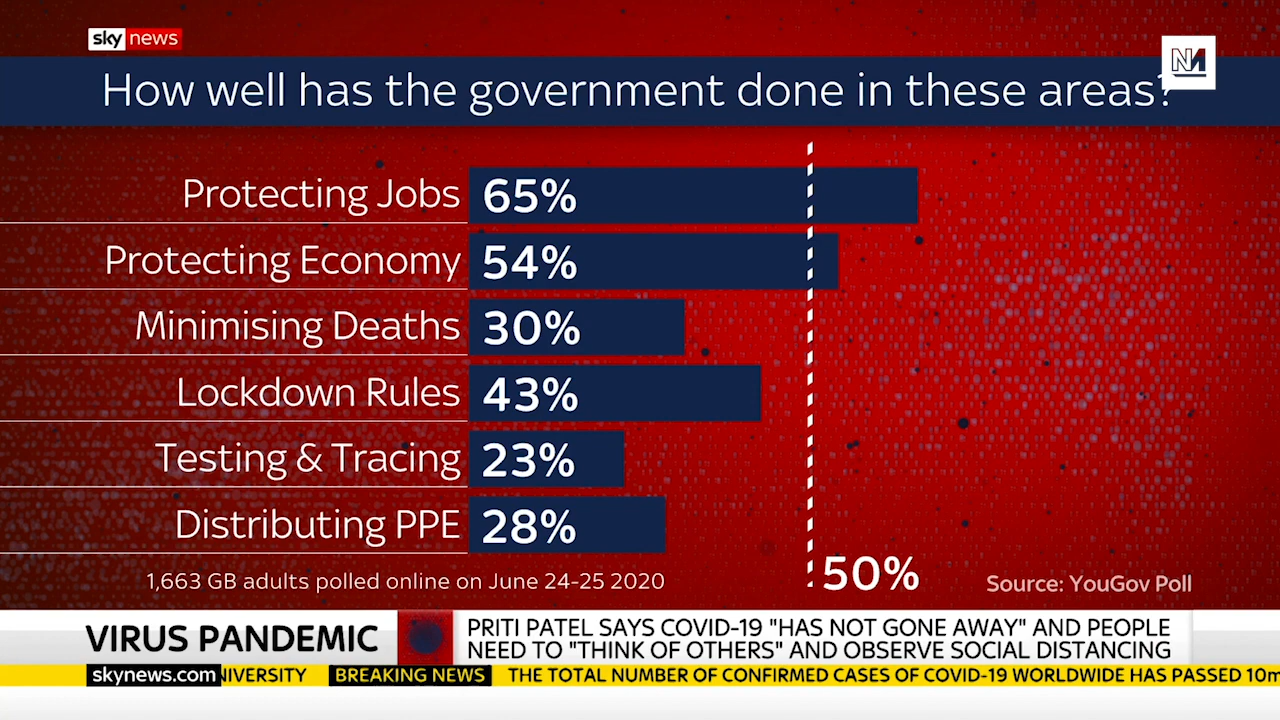 sky news
How well has the government done in these areas?
Protecting Jobs 65%
Protecting Economy 54%
Minimising Deaths 30%
Lockdown Rules 43%
Testing & Tracing 23%
Distributing PPE 28%
50%
1,663 GB adults polled online on June 24-25 2020
Source: YouGov Poll
VIRUS PANDEMIC
PRITI PATEL SAYS COVID-19 "HAS NOT GONE AWAY" AND PEOPLE
NEED TO "THINK OF OTHERS" AND OBSERVE SOCIAL DISTANCING
skynews.com NIVERSITY BREAKING NEWS THE TOTAL NUMBER OF CONFIRMED CASES OF COVID-19 WORLDWIDE HAS PASSED 10m